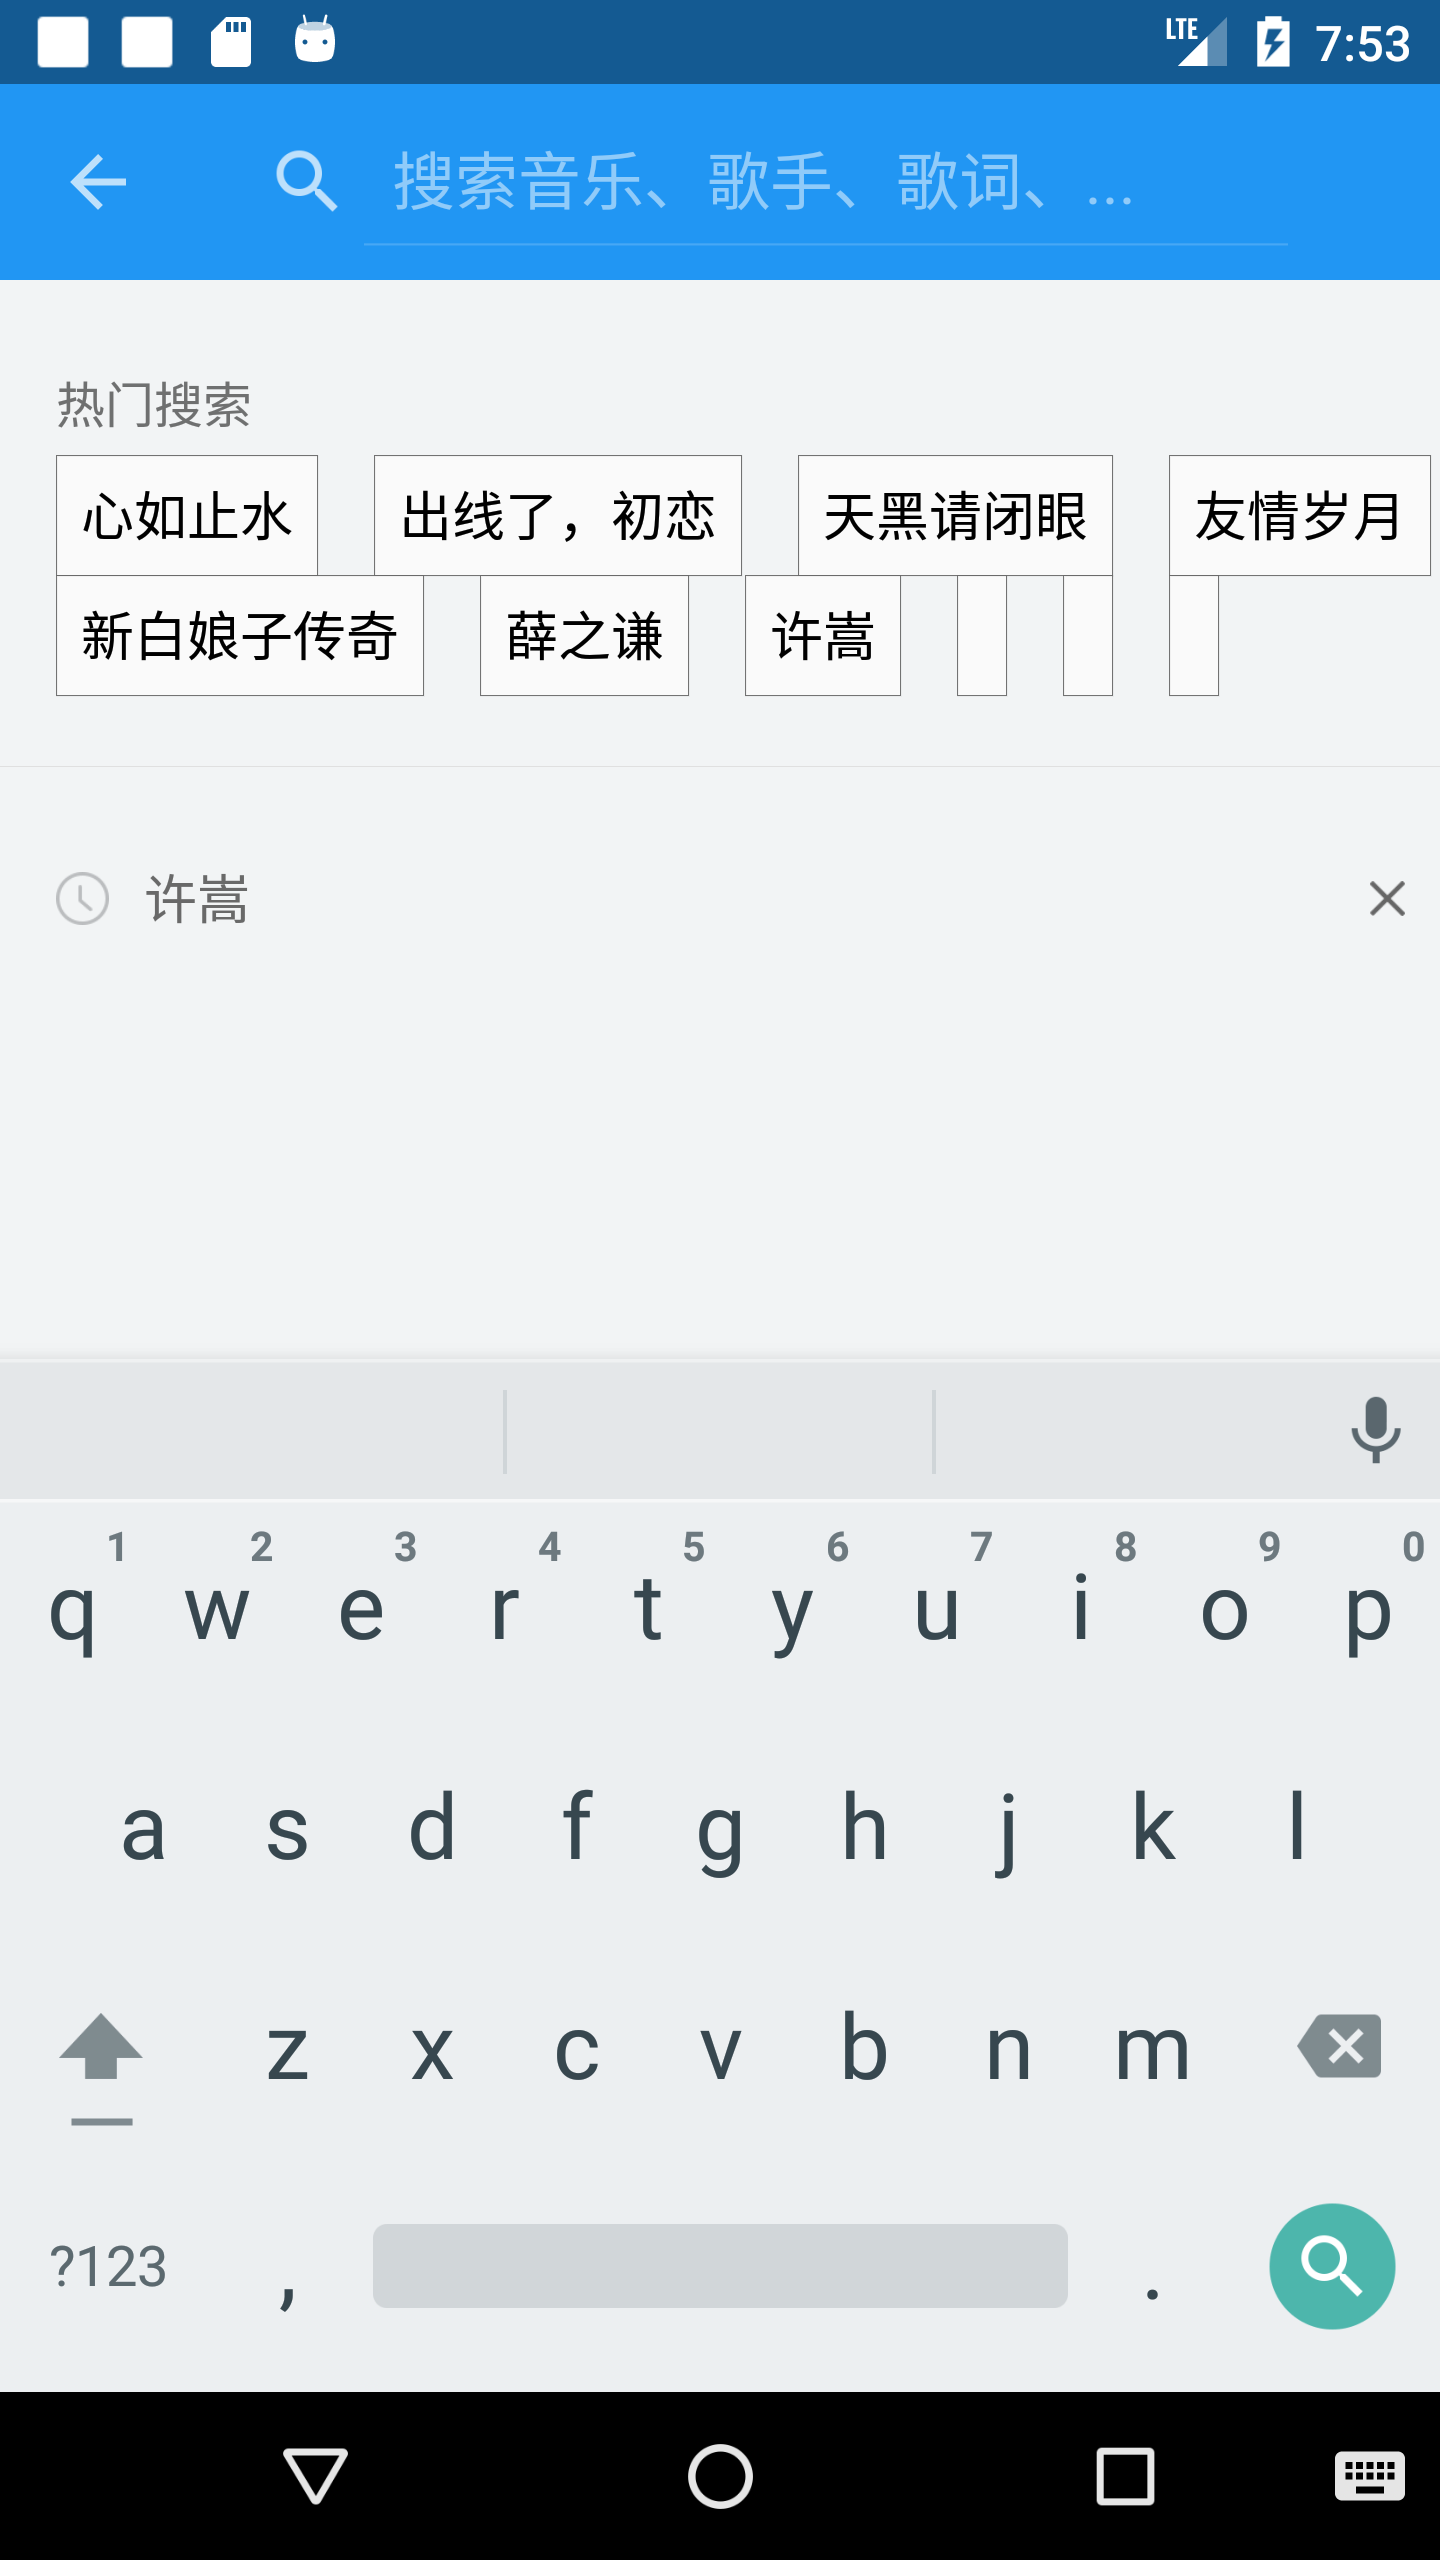 LTE 7:53
搜索音乐、歌手、歌词、...
热门搜索
心如止水 出线了，初恋 天黑请闭眼 友情岁月
新白娘子传奇 薛之谦 许嵩
许嵩
1 2 3 4 5 6 7 8 9 0
q w e r t y u i o p
a s d f g h j k l
z x c v b n m
?123 , .